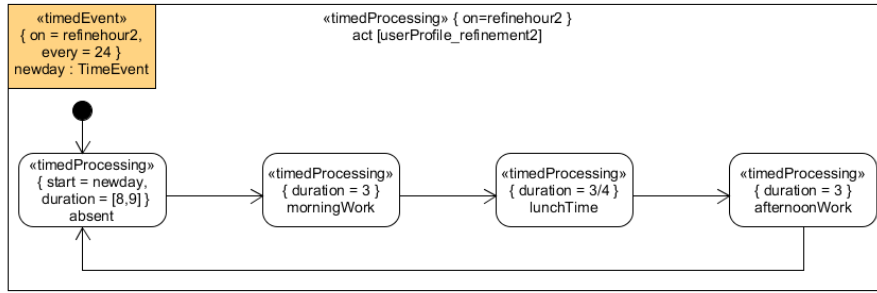 «timedEvent»
{ on = refinehour2,
every = 24 }
newday : TimeEvent
«timedProcessing» { on=refinehour2 }
act [userProfile_refinement2]
«timedProcessing»
{ start = newday,
duration = [8,9] }
absent
«timedProcessing»
{ duration = 3 }
morningWork
«timedProcessing»
{ duration = 3/4 }
lunchTime
«timedProcessing»
{ duration = 3 }
afternoonWork